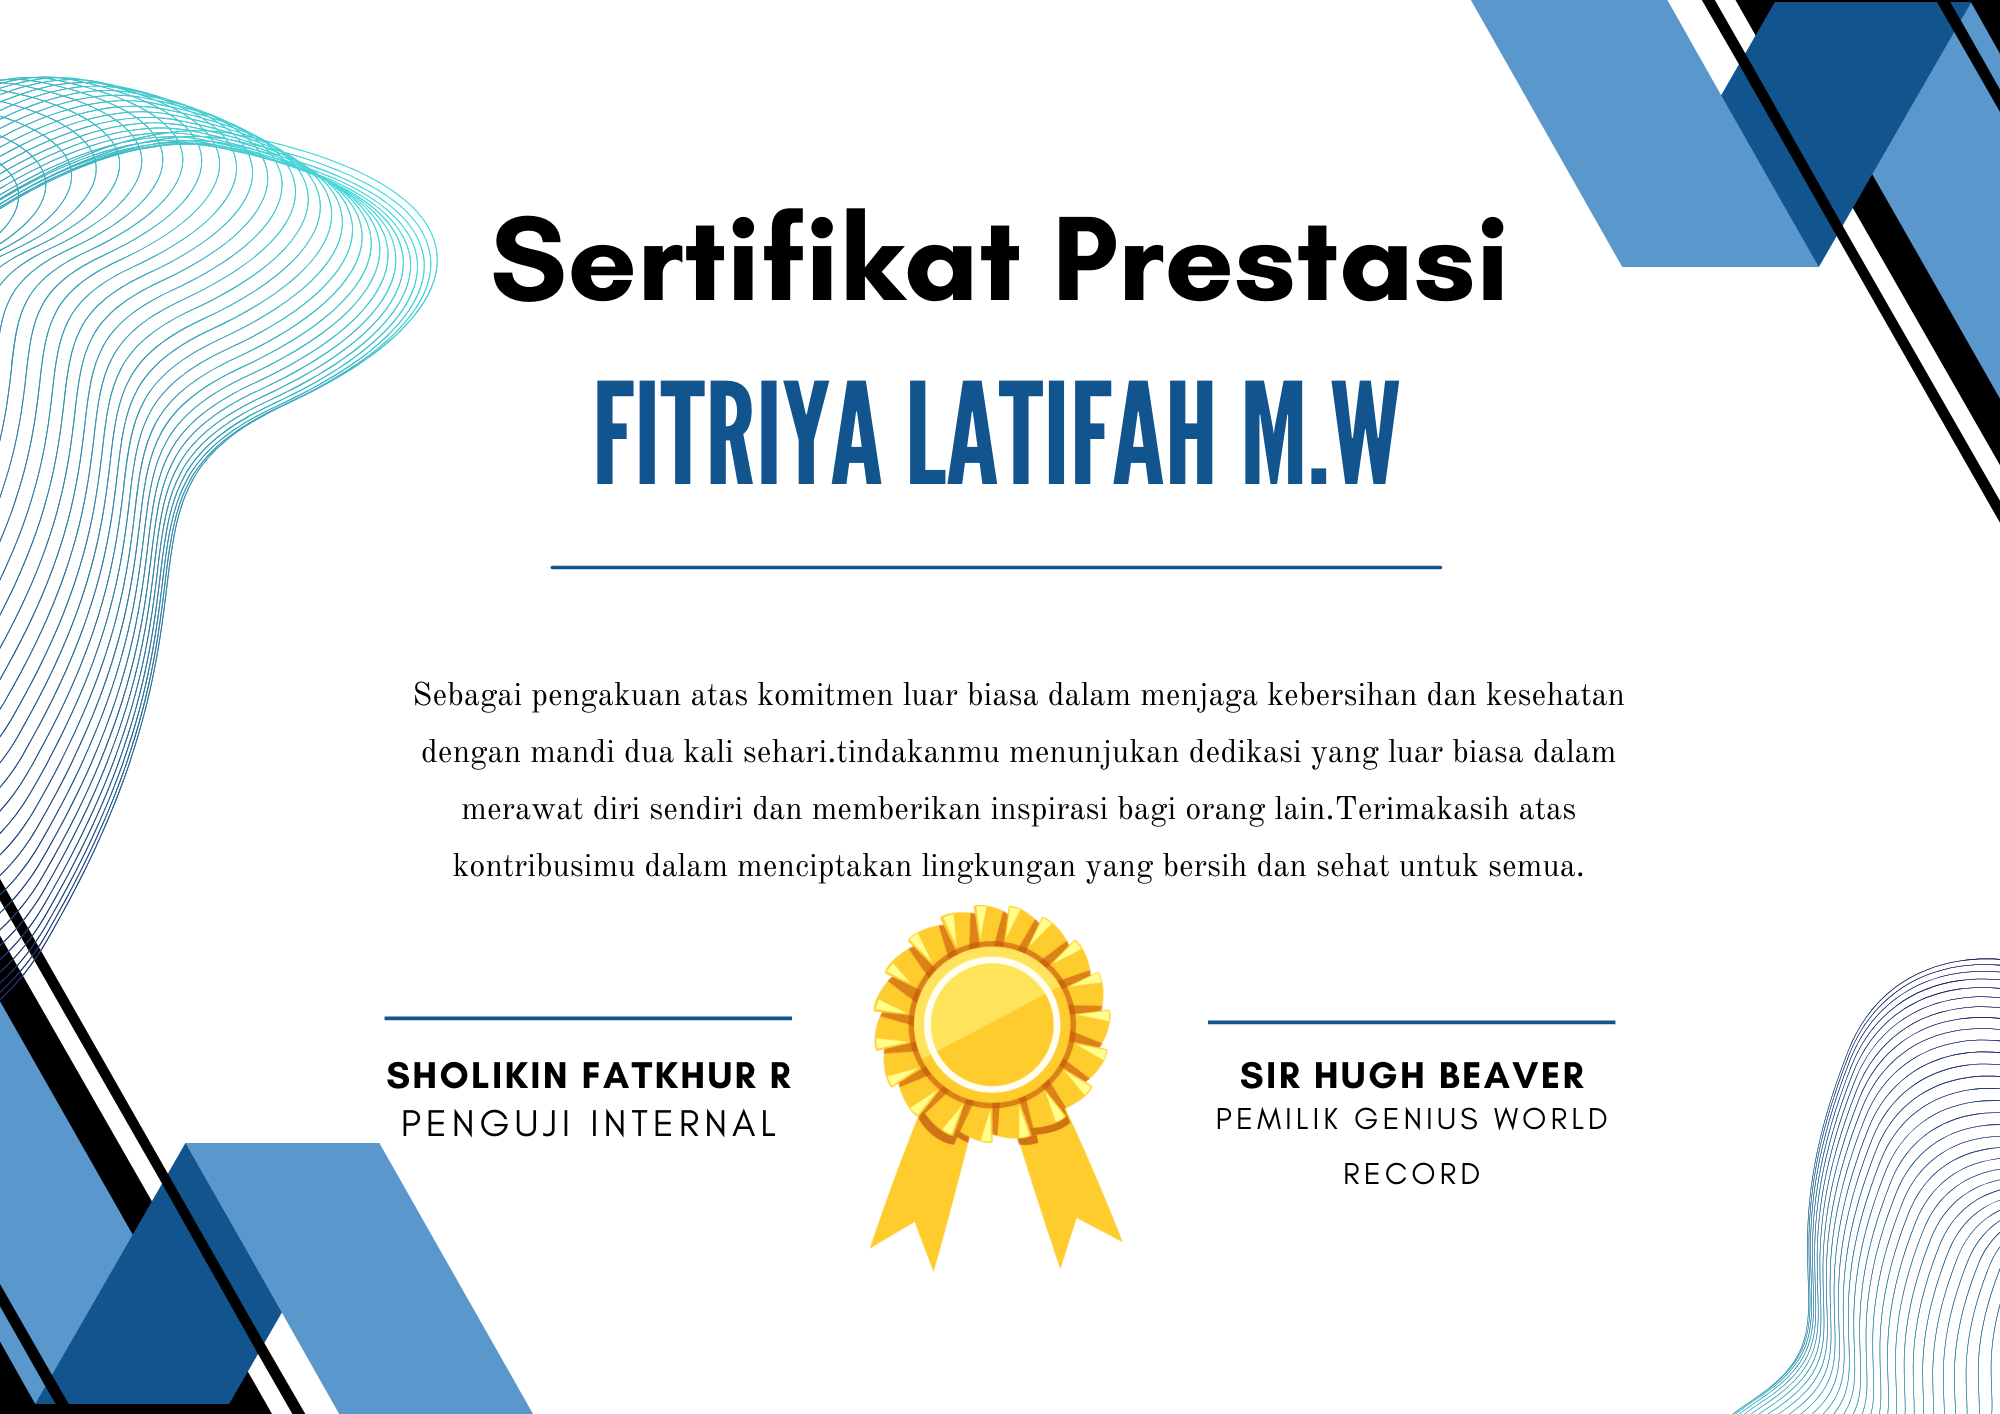 Sertifikat Prestasi
FITRIYA LATIFAH M.W
Sebagai pengakuan atas komitmen luar biasa dalam menjaga kebersihan dan kesehatan
dengan mandi dua kali sehari.tindakanmu menunjukan dedikasi yang luar biasa dalam
merawat diri sendiri dan memberikan inspirasi bagi orang lain.Terimakasih atas
kontribusimu dalam menciptakan lingkungan yang bersih dan sehat untuk semua.
SHOLIKIN FATKHUR R
PENGUJI INTERNAL
SIR HUGH BEAVER
PEMILIK GENIUS WORLD
RECORD